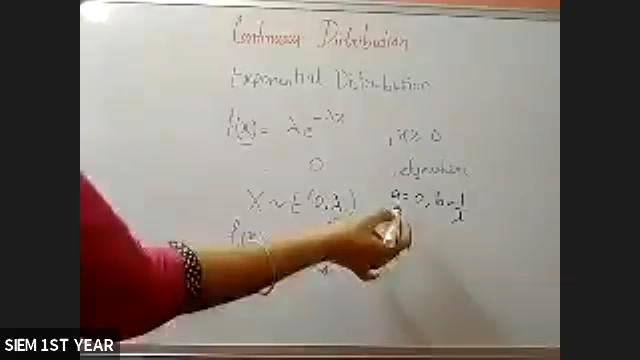 Continuous Distribution
Exponential Distribution
f(x) = λe^-λx , x ≥ 0
0 , elsewhere
X ~ E(0, λ) a = 0, b = 1/λ
f(x)
SIEM 1ST YEAR